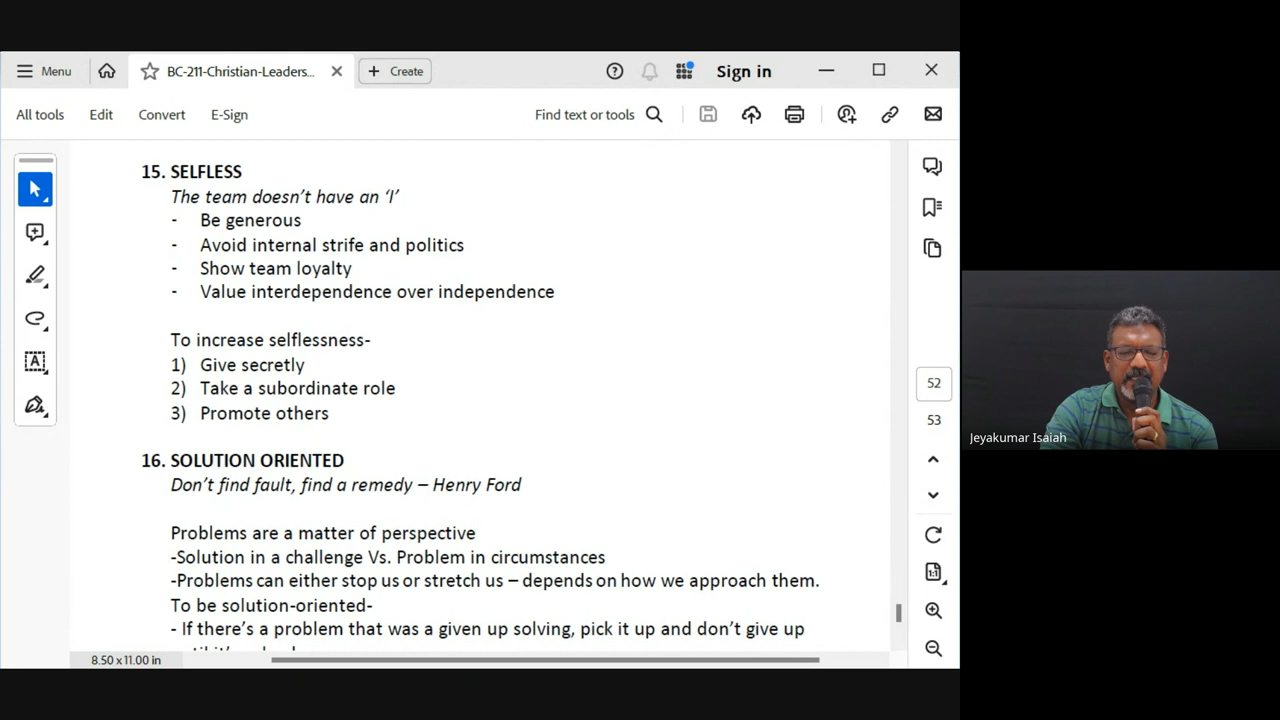 Menu
BC-211-Christian-Leaders...
Create
Sign in
All tools
Edit
Convert
E-Sign
Find text or tools
15. SELFLESS
The team doesn't have an 'I'
- Be generous
- Avoid internal strife and politics
- Show team loyalty
- Value interdependence over independence
To increase selflessness-
1) Give secretly
2) Take a subordinate role
3) Promote others
16. SOLUTION ORIENTED
Don't find fault, find a remedy – Henry Ford
Problems are a matter of perspective
-Solution in a challenge Vs. Problem in circumstances
-Problems can either stop us or stretch us – depends on how we approach them.
To be solution-oriented-
- If there's a problem that was a given up solving, pick it up and don't give up
52
53
1:1
8.50 x 11.00 in
Jeyakumar Isaiah